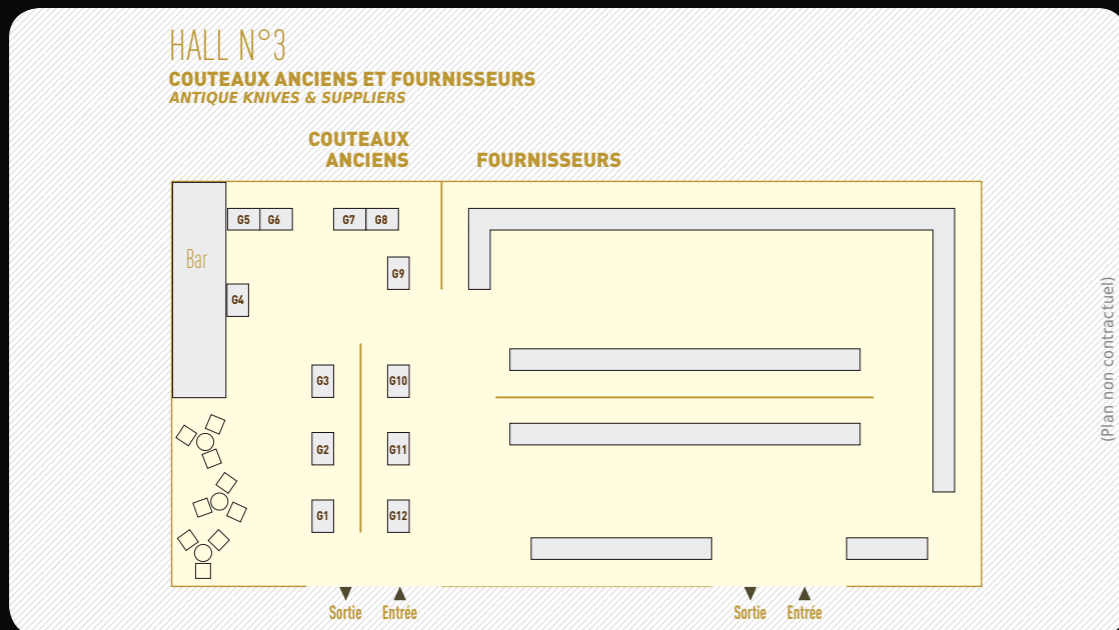 HALL N°3
COUTEAUX ANCIENS ET FOURNISSEURS
ANTIQUE KNIVES & SUPPLIERS
COUTEAUX
ANCIENS
FOURNISSEURS
G5 G6 G7 G8
Bar
G9
G4
G3 G10
G2 G11
G1 G12
Sortie Entrée Sortie Entrée
(Plan non contractuel)